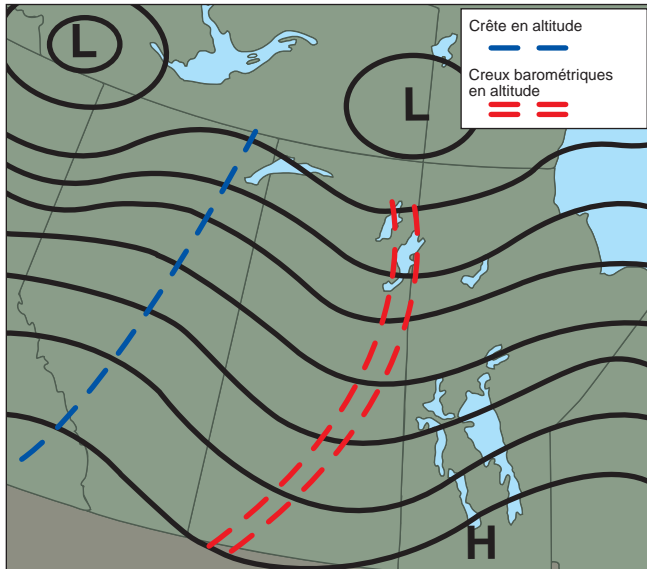 L
L
Crête en altitude
Creux barométriques
en altitude
H